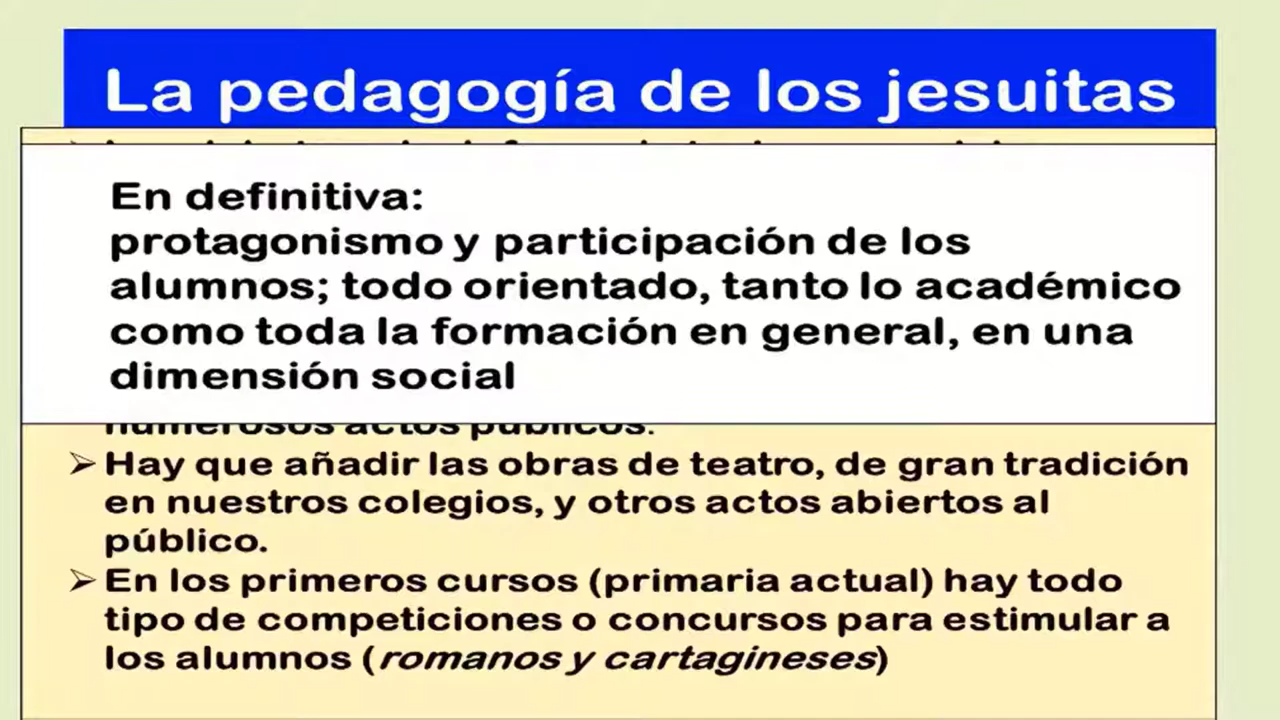 La pedagogía de los jesuitas
En definitiva:
protagonismo y participación de los
alumnos; todo orientado, tanto lo académico
como toda la formación en general, en una
dimensión social
numerosos actos públicos.
➢ Hay que añadir las obras de teatro, de gran tradición
en nuestros colegios, y otros actos abiertos al
público.
➢ En los primeros cursos (primaria actual) hay todo
tipo de competiciones o concursos para estimular a
los alumnos (romanos y cartagineses)